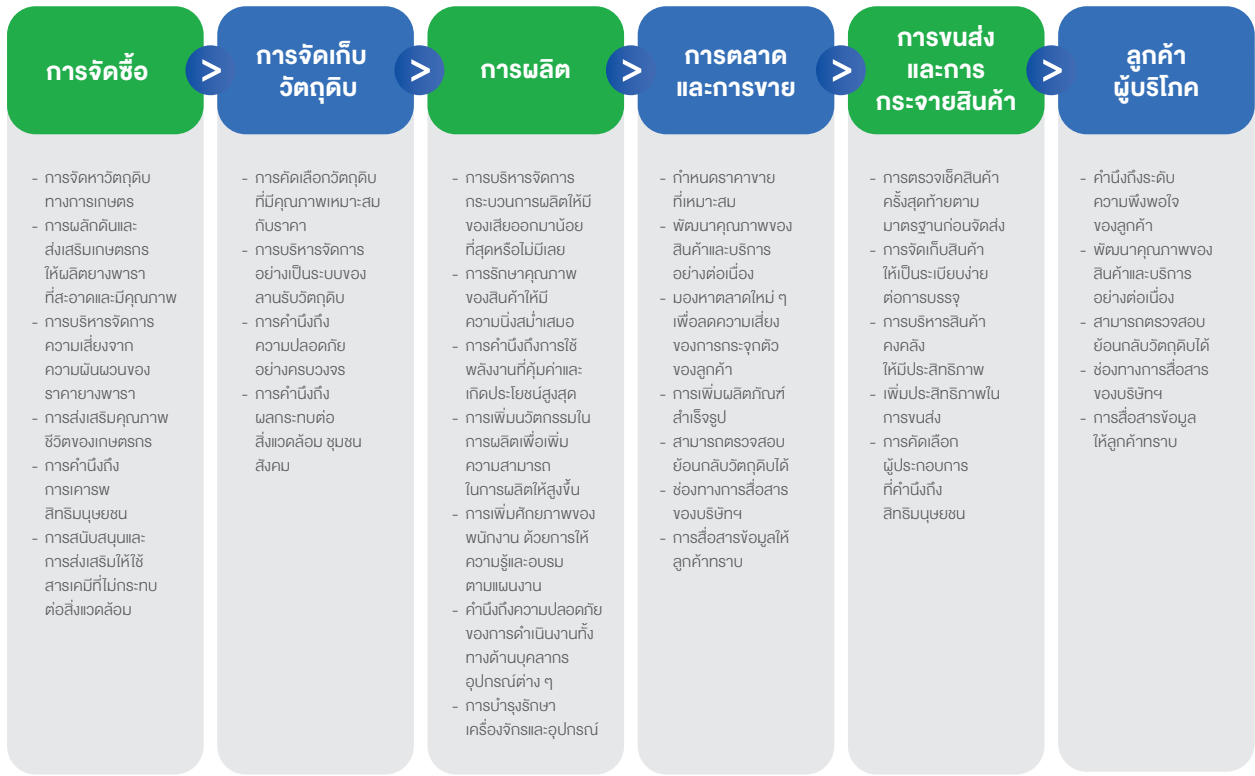 การจัดซื้อ
>
การจัดเก็บ
วัตถุดิบ
>
การผลิต
>
การตลาด
และการขาย
>
การขนส่ง
และการ
กระจายสินค้า
>
ลูกค้า
ผู้บริโภค
- การจัดหาวัตถุดิบ
ทางการเกษตร
- การผลักดันและ
ส่งเสริมเกษตรกร
ให้ผลิตยางพารา
ที่สะอาดและมีคุณภาพ
- การบริหารจัดการ
ความเสี่ยงจาก
ความผันผวนของ
ราคายางพารา
- การส่งเสริมคุณภาพ
ชีวิตของเกษตรกร
- การคำนึงถึง
การเคารพ
สิทธิมนุษยชน
- การสนับสนุนและ
การส่งเสริมให้ใช้
สารเคมีที่ไม่กระทบ
ต่อสิ่งแวดล้อม
- การคัดเลือกวัตถุดิบ
ที่มีคุณภาพเหมาะสม
กับราคา
- การบริหารจัดการ
อย่างเป็นระบบของ
ลานรับวัตถุดิบ
- การคำนึงถึง
ความปลอดภัย
อย่างครบวงจร
- การคำนึงถึง
ผลกระทบต่อ
สิ่งแวดล้อม ชุมชน
สังคม
- การบริหารจัดการ
กระบวนการผลิตให้มี
ของเสียออกมาน้อย
ที่สุดหรือไม่มีเลย
- การรักษาคุณภาพ
ของสินค้าให้มี
ความนิ่งสม่ำเสมอ
- การคำนึงถึงการใช้
พลังงานที่คุ้มค่าและ
เกิดประโยชน์สูงสุด
- การเพิ่มนวัตกรรมใน
การผลิตเพื่อเพิ่ม
ความสามารถ
ในการผลิตให้สูงขึ้น
- การเพิ่มศักยภาพของ
พนักงาน ด้วยการให้
ความรู้และอบรม
ตามแผนงาน
- คำนึงถึงความปลอดภัย
ของการดำเนินงานทั้ง
ทางด้านบุคลากร
อุปกรณ์ต่าง ๆ
- การบำรุงรักษา
เครื่องจักรและอุปกรณ์
- กำหนดราคาขาย
ที่เหมาะสม
- พัฒนาคุณภาพของ
สินค้าและบริการ
อย่างต่อเนื่อง
- มองหาตลาดใหม่ ๆ
เพื่อลดความเสี่ยง
ของการกระจุกตัว
ของลูกค้า
- การเพิ่มผลิตภัณฑ์
สำเร็จรูป
- สามารถตรวจสอบ
ย้อนกลับวัตถุดิบได้
- ช่องทางการสื่อสาร
ของบริษัทฯ
- การสื่อสารข้อมูลให้
ลูกค้าทราบ
- การตรวจเช็คสินค้า
ครั้งสุดท้ายตาม
มาตรฐานก่อนจัดส่ง
- การจัดเก็บสินค้า
ให้เป็นระเบียบง่าย
ต่อการบรรจุ
- การบริหารสินค้า
คงคลัง
ให้มีประสิทธิภาพ
- เพิ่มประสิทธิภาพใน
การขนส่ง
- การคัดเลือก
ผู้ประกอบการ
ที่คำนึงถึง
สิทธิมนุษยชน
- คำนึงถึงระดับ
ความพึงพอใจ
ของลูกค้า
- พัฒนาคุณภาพของ
สินค้าและบริการ
อย่างต่อเนื่อง
- สามารถตรวจสอบ
ย้อนกลับวัตถุดิบได้
- ช่องทางการสื่อสาร
ของบริษัทฯ
- การสื่อสารข้อมูล
ให้ลูกค้าทราบ